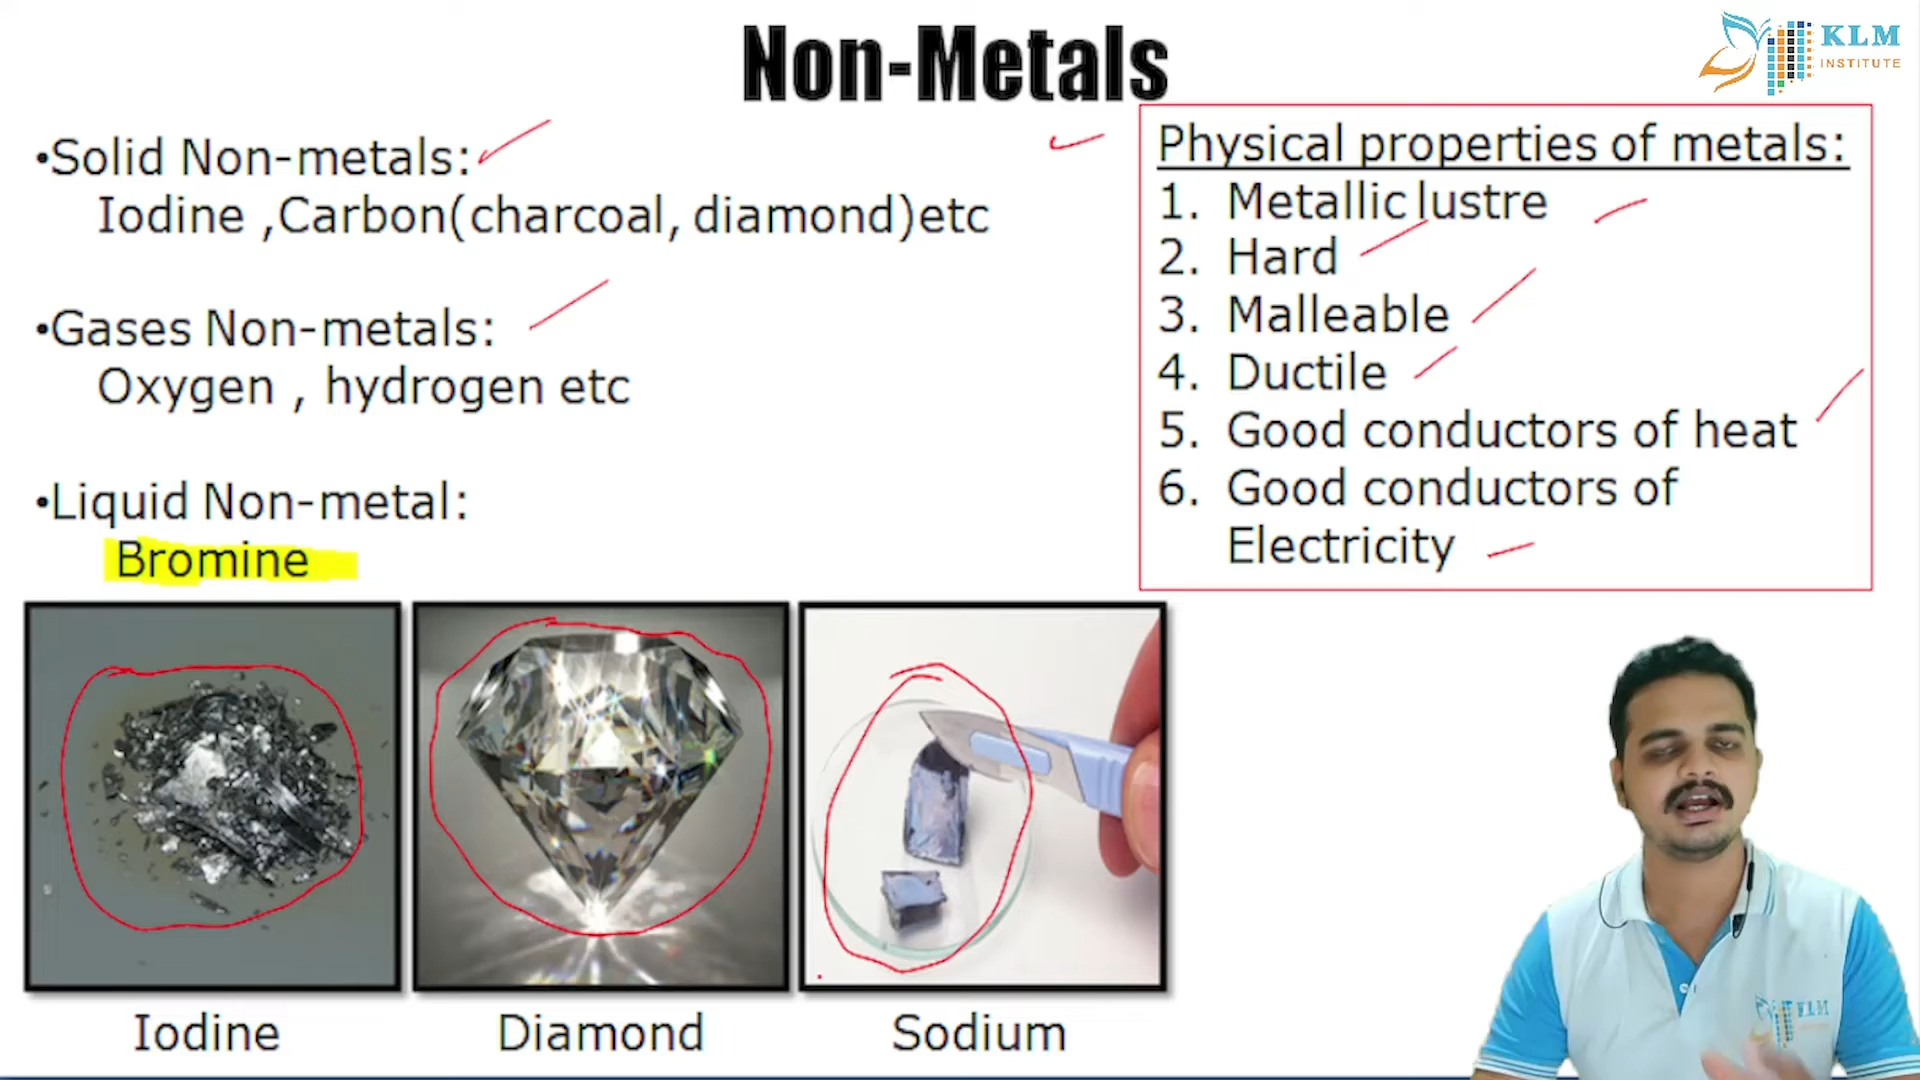 Non-Metals
KLM
INSTITUTE
•Solid Non-metals:
Iodine ,Carbon(charcoal, diamond)etc
•Gases Non-metals:
Oxygen , hydrogen etc
•Liquid Non-metal:
Bromine
Physical properties of metals:
1. Metallic lustre
2. Hard
3. Malleable
4. Ductile
5. Good conductors of heat
6. Good conductors of
Electricity
Iodine
Diamond
Sodium
KLM